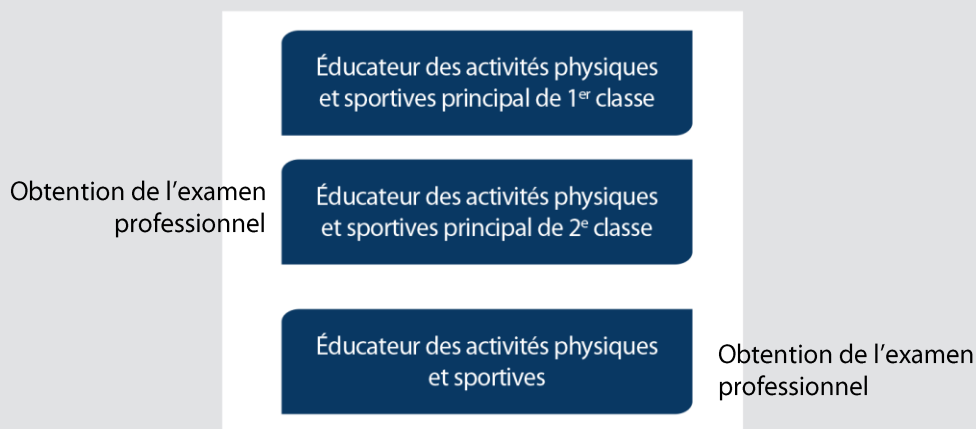 Éducateur des activités physiques
et sportives principal de 1er classe
Obtention de l’examen
professionnel
Éducateur des activités physiques
et sportives principal de 2e classe
Éducateur des activités physiques
et sportives
Obtention de l’examen
professionnel